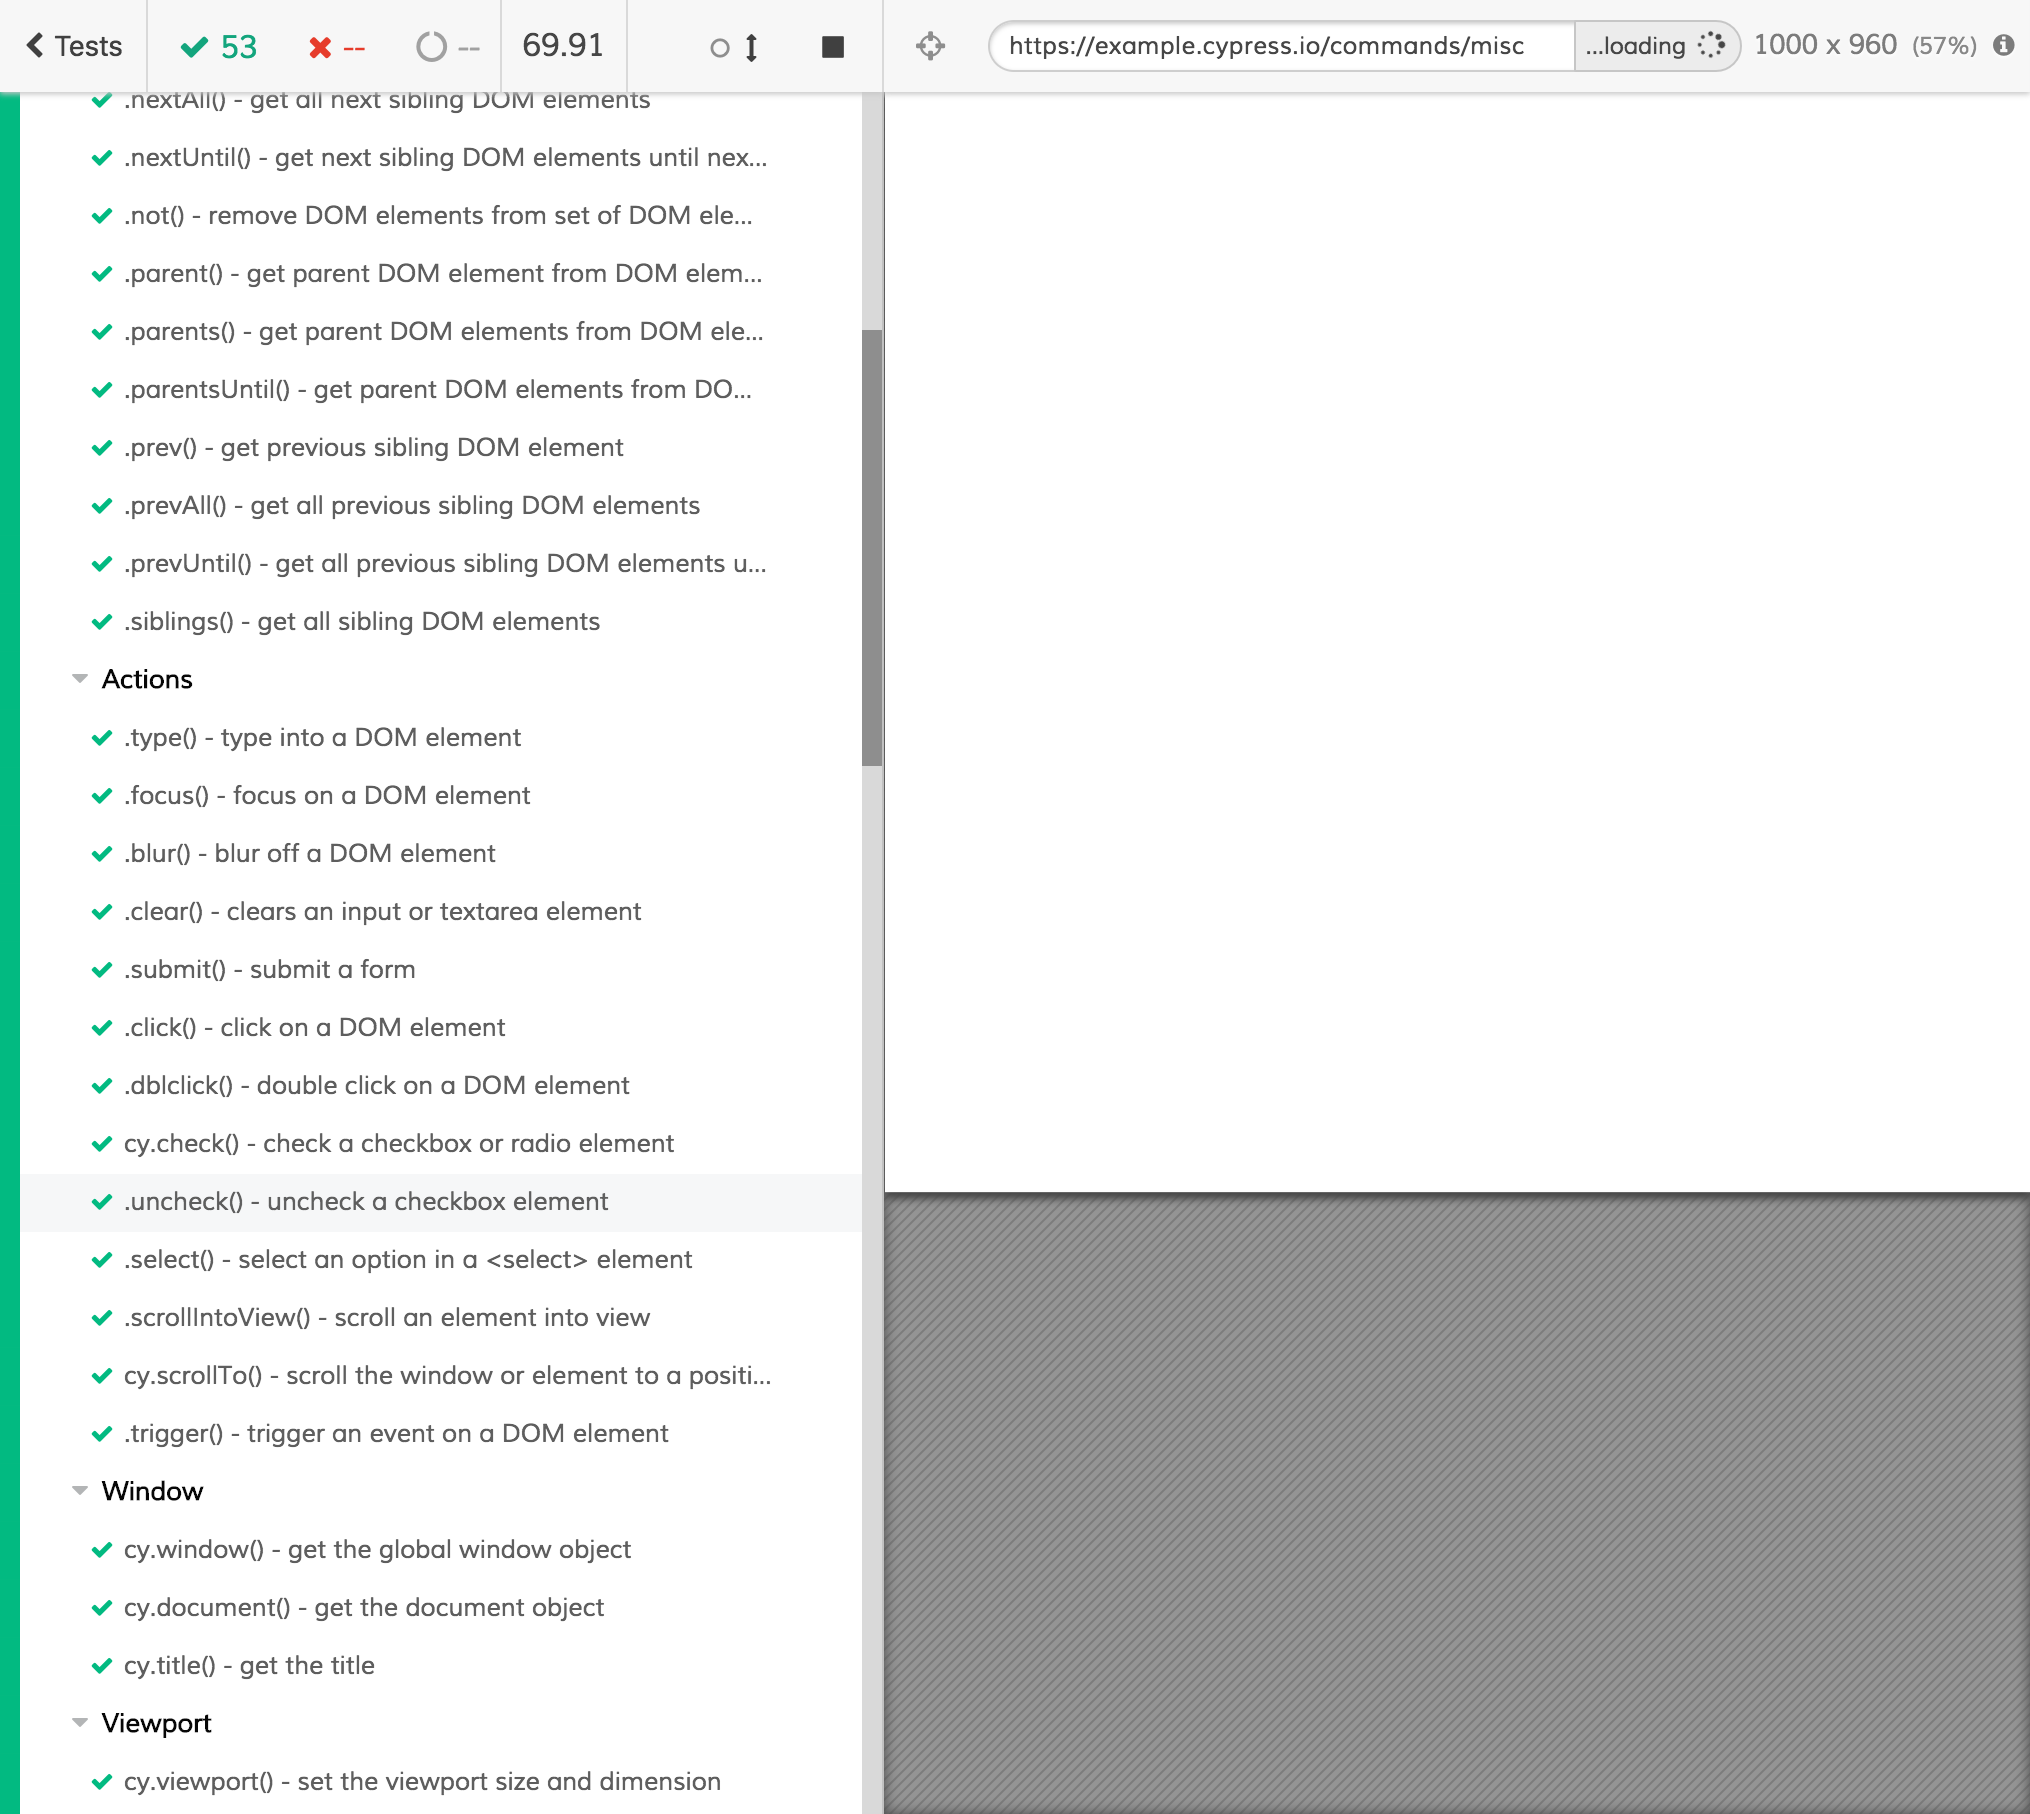 Tests 53 -- -- 69.91 https://example.cypress.io/commands/misc ...loading 1000 x 960 (57%)
.nextAll() - get all next sibling DOM elements
.nextUntil() - get next sibling DOM elements until nex...
.not() - remove DOM elements from set of DOM ele...
.parent() - get parent DOM element from DOM elem...
.parents() - get parent DOM elements from DOM ele...
.parentsUntil() - get parent DOM elements from DO...
.prev() - get previous sibling DOM element
.prevAll() - get all previous sibling DOM elements
.prevUntil() - get all previous sibling DOM elements u...
.siblings() - get all sibling DOM elements
Actions
.type() - type into a DOM element
.focus() - focus on a DOM element
.blur() - blur off a DOM element
.clear() - clears an input or textarea element
.submit() - submit a form
.click() - click on a DOM element
.dblclick() - double click on a DOM element
cy.check() - check a checkbox or radio element
.uncheck() - uncheck a checkbox element
.select() - select an option in a <select> element
.scrollIntoView() - scroll an element into view
cy.scrollTo() - scroll the window or element to a positi...
.trigger() - trigger an event on a DOM element
Window
cy.window() - get the global window object
cy.document() - get the document object
cy.title() - get the title
Viewport
cy.viewport() - set the viewport size and dimension